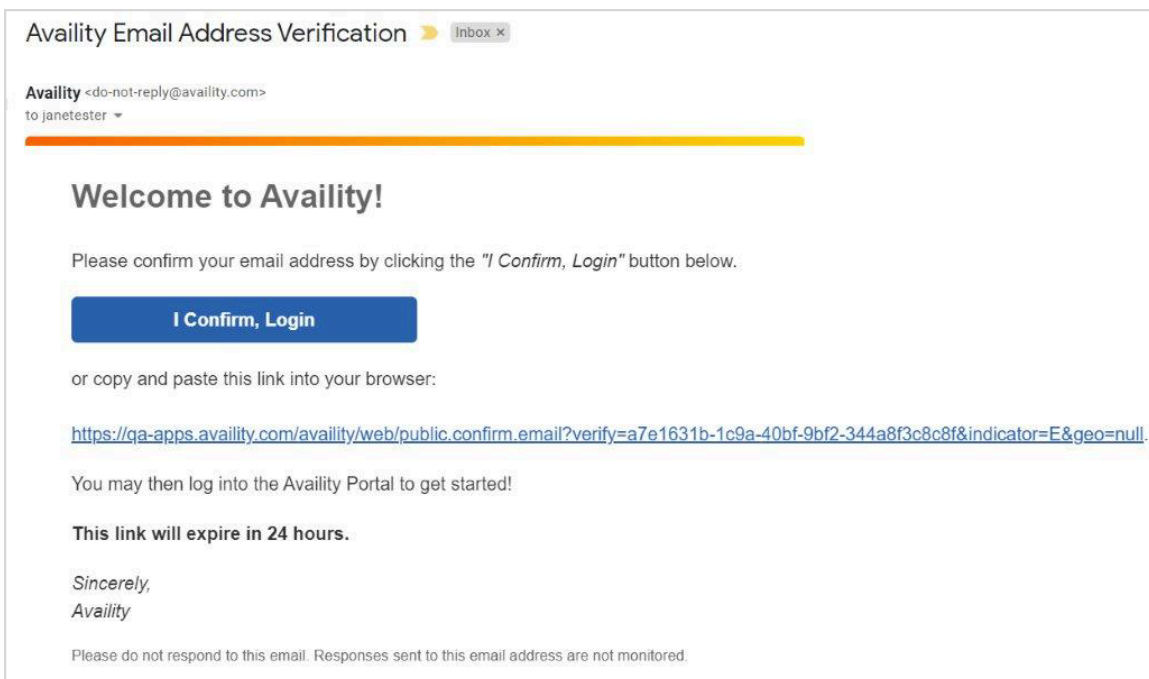 Availity Email Address Verification Inbox ×
Availity <do-not-reply@availity.com>
to janetester
Welcome to Availity!
Please confirm your email address by clicking the "I Confirm, Login" button below.
I Confirm, Login
or copy and paste this link into your browser:
https://qa-apps.availity.com/availity/web/public.confirm.email?verify=a7e1631b-1c9a-40bf-9bf2-344a8f3c8c8f&indicator=E&geo=null.
You may then log into the Availity Portal to get started!
This link will expire in 24 hours.
Sincerely,
Availity
Please do not respond to this email. Responses sent to this email address are not monitored.